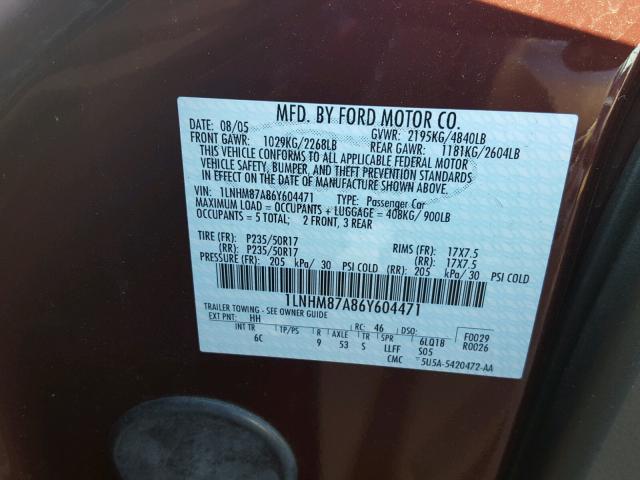 MFD. BY FORD MOTOR CO.
DATE: 08/05 GVWR: 2195KG/4840LB
FRONT GAWR: 1029KG/2268LB REAR GAWR: 1181KG/2604LB
THIS VEHICLE CONFORMS TO ALL APPLICABLE FEDERAL MOTOR
VEHICLE SAFETY, BUMPER, AND THEFT PREVENTION STANDARDS
IN EFFECT ON THE DATE OF MANUFACTURE SHOWN ABOVE.
VIN: 1LNHM87A86Y604471 TYPE: Passenger Car
MAXIMUM LOAD = OCCUPANTS + LUGGAGE = 408KG/900LB
OCCUPANTS = 5 TOTAL; 2 FRONT, 3 REAR
TIRE (FR): P235/50R17 RIMS (FR): 17X7.5
(RR): P235/50R17 (RR): 17X7.5
PRESSURE (FR): 205 kPa/ 30 PSI COLD (RR): 205 kPa/ 30 PSI COLD
1LNHM87A86Y604471
TRAILER TOWING - SEE OWNER GUIDE
EXT PNT: HH RC: 46 DSO: F0029
6C TP/PS R AXLE TR SPR 6LQ18 R0026
9 53 S LLFF S05
CMC 5U5A-5420472-AA